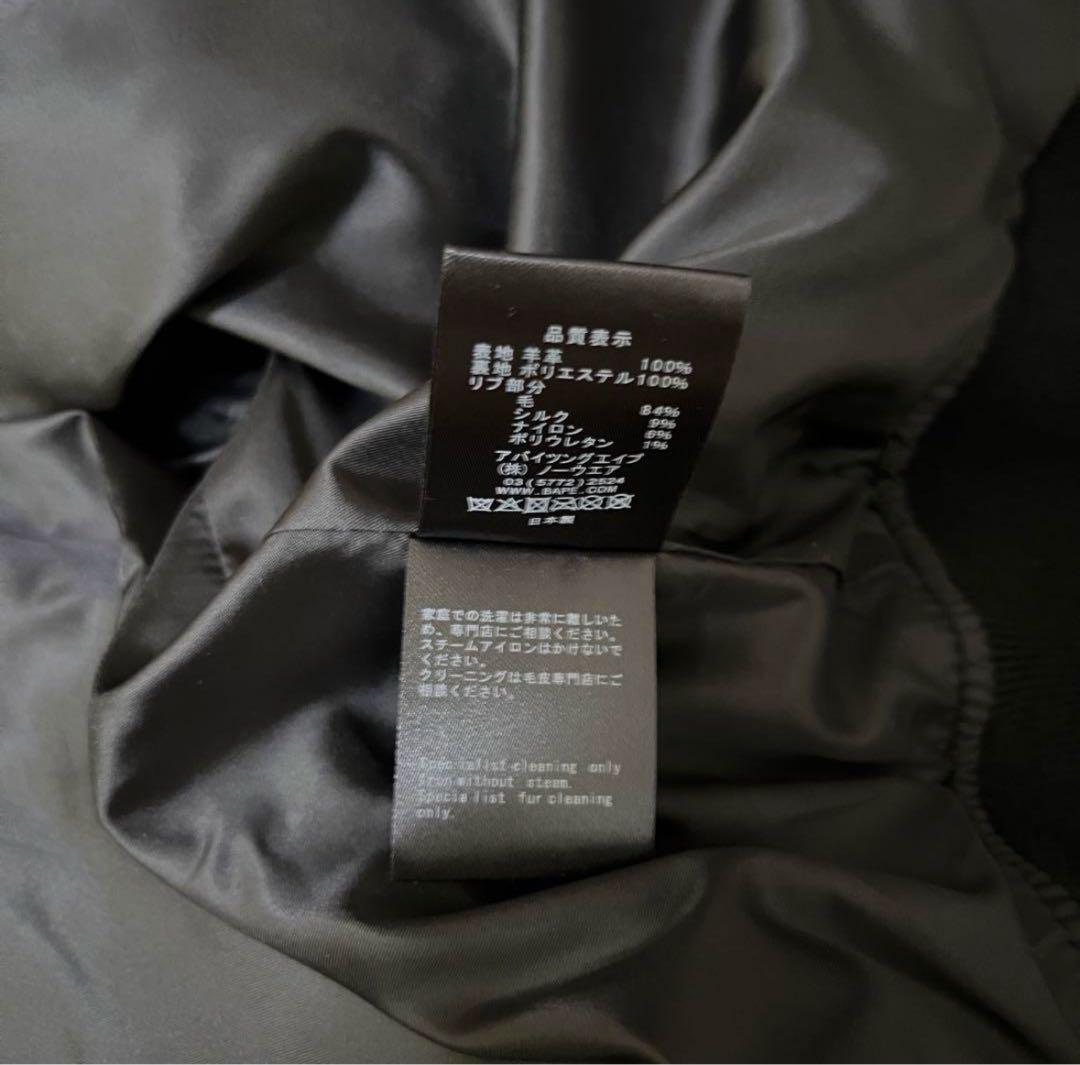 品質表示
表地 羊革 100%
裏地 ポリエステル 100%
リブ部分
毛 84%
シルク 9%
ナイロン 6%
ポリウレタン 1%
アバイツングエイプ
(株) ノーウエア
03(5772)2524
WWW.BAPE.COM
日本製
家庭での洗濯は非常に難しいた
め、専門店にご相談ください。
スチームアイロンはかけないで
ください。
クリーニングは毛皮専門店にご
相談ください。
Specialist cleaning only
Iron without steam.
Specialist fur cleaning
only.